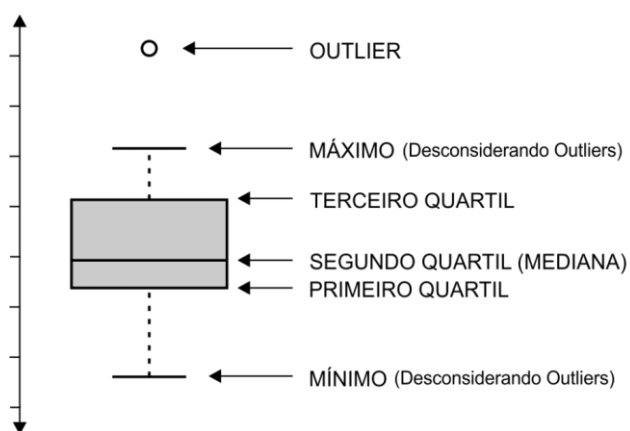 OUTLIER
MÁXIMO (Desconsiderando Outliers)
TERCEIRO QUARTIL
SEGUNDO QUARTIL (MEDIANA)
PRIMEIRO QUARTIL
MÍNIMO (Desconsiderando Outliers)